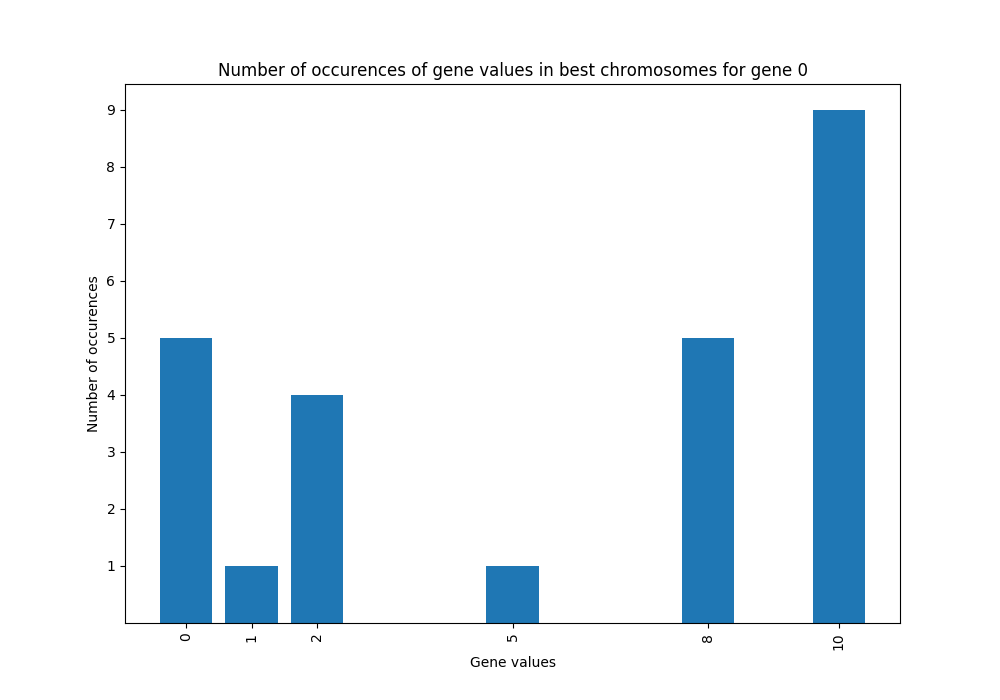 Number of occurences of gene values in best chromosomes for gene 0
9
8
7
6
5
4
3
2
1
Number of occurences
0 1 2 5 8 10
Gene values